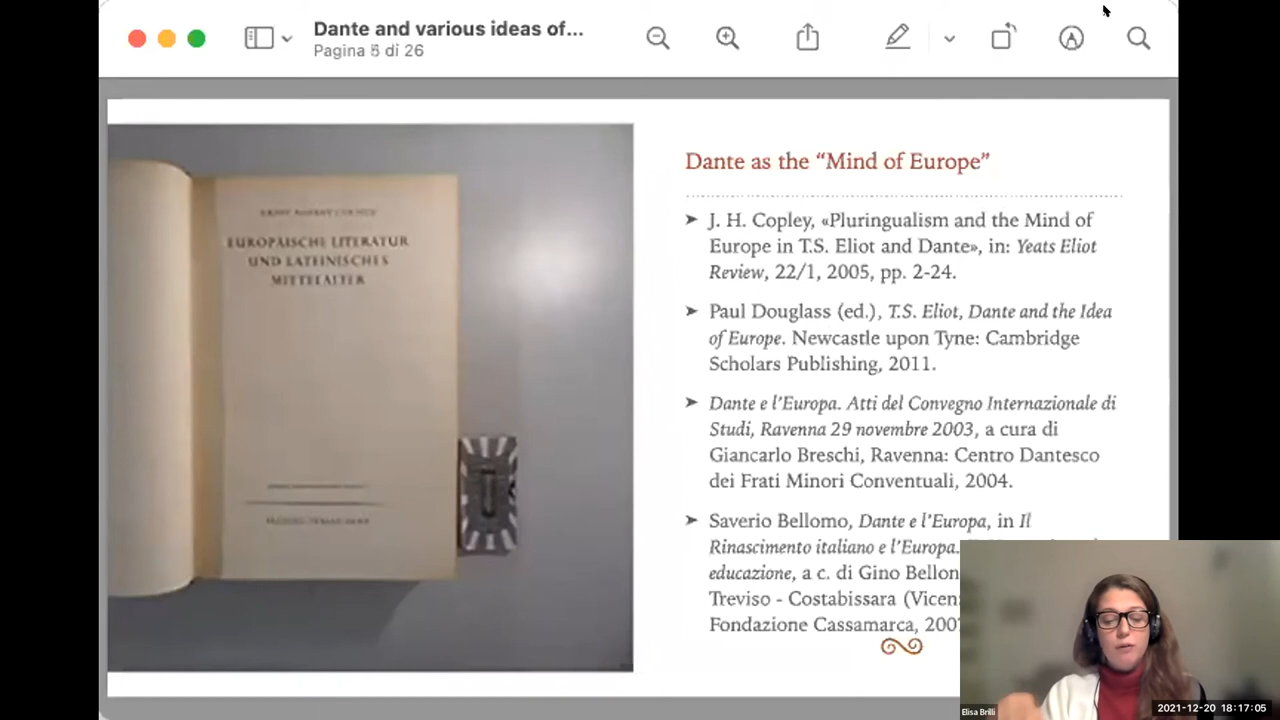 Dante and various ideas of...
Pagina 5 di 26
EUROPÄISCHE LITERATUR
UND LATEINISCHES
MITTELALTER
Dante as the “Mind of Europe”
➤ J. H. Copley, «Pluringualism and the Mind of
Europe in T.S. Eliot and Dante», in: Yeats Eliot
Review, 22/1, 2005, pp. 2-24.
➤ Paul Douglass (ed.), T.S. Eliot, Dante and the Idea
of Europe. Newcastle upon Tyne: Cambridge
Scholars Publishing, 2011.
➤ Dante e l’Europa. Atti del Convegno Internazionale di
Studi, Ravenna 29 novembre 2003, a cura di
Giancarlo Breschi, Ravenna: Centro Dantesco
dei Frati Minori Conventuali, 2004.
➤ Saverio Bellomo, Dante e l’Europa, in Il
Rinascimento italiano e l’Europa.
educazione, a c. di Gino Bellon
Treviso - Costabissara (Vicen
Fondazione Cassamarca, 200
Elisa Brilli
2021-12-20 18:17:05